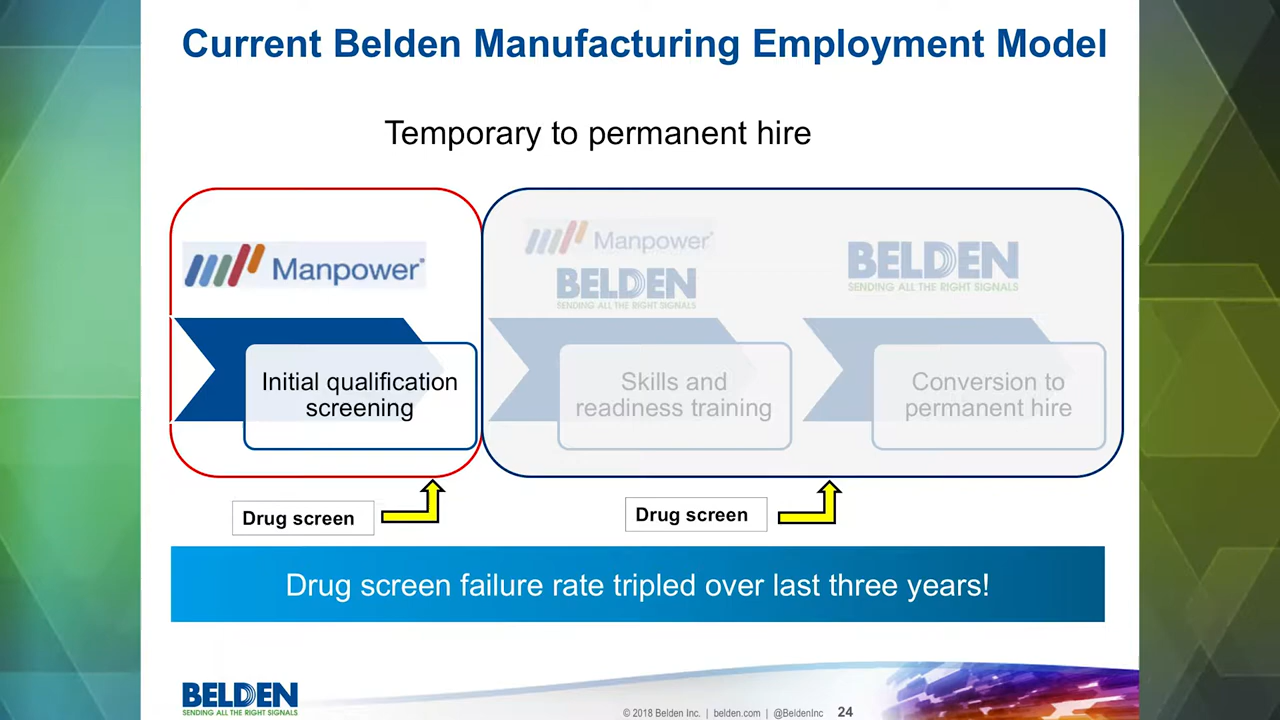 Current Belden Manufacturing Employment Model
Temporary to permanent hire
Manpower
Initial qualification
screening
Manpower
BELDEN
SENDING ALL THE RIGHT SIGNALS
Skills and
readiness training
BELDEN
SENDING ALL THE RIGHT SIGNALS
Conversion to
permanent hire
Drug screen
Drug screen
Drug screen failure rate tripled over last three years!
BELDEN
SENDING ALL THE RIGHT SIGNALS
© 2018 Belden Inc. | belden.com | @BeldenInc 24